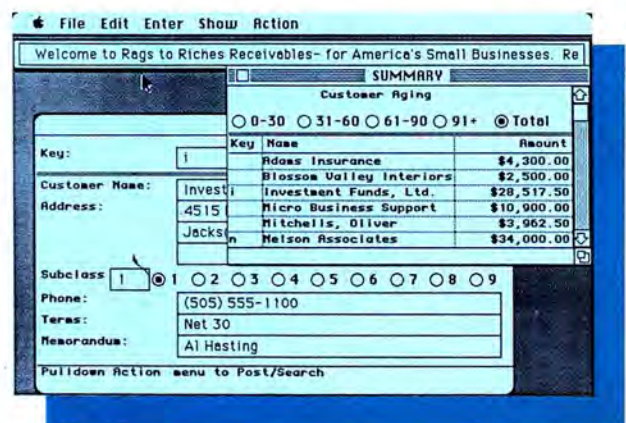 File Edit Enter Show Action
Welcome to Rags to Riches Receivables- for America's Small Businesses. Re
SUMMARY
Customer Aging
0-30 31-60 61-90 91+ Total
Key Name Amount
Adams Insurance $4,300.00
Blossom Valley Interiors $2,500.00
i Investment Funds, Ltd. $28,517.50
Micro Business Support $10,900.00
Mitchells, Oliver $3,962.50
n Nelson Associates $34,000.00
Key: i
Customer Name: Invest
Address: 4515
Jacks
Subclass 1 1 2 3 4 5 6 7 8 9
Phone: (505) 555-1100
Terms: Net 30
Memorandum: Al Hasting
Pulldown Action menu to Post/Search